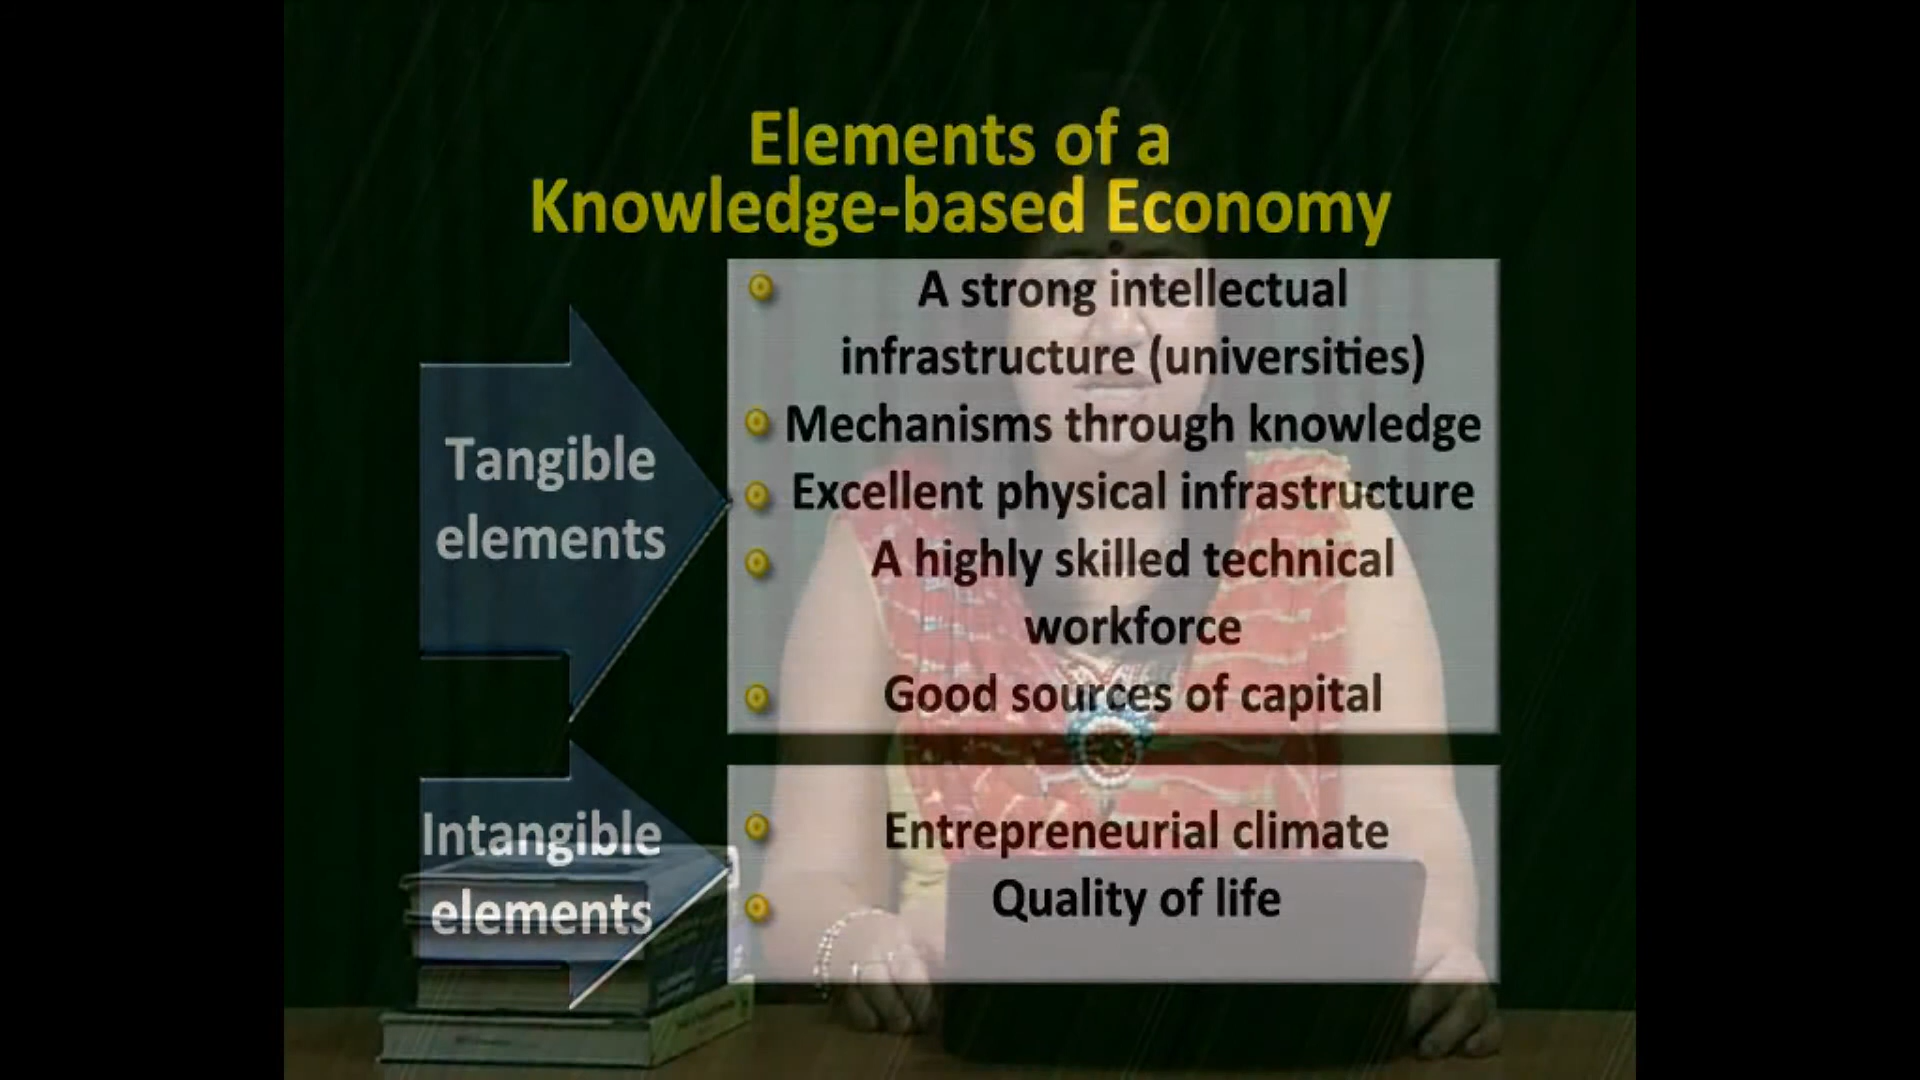 Elements of a
Knowledge-based Economy
Tangible
elements
A strong intellectual
infrastructure (universities)
Mechanisms through knowledge
Excellent physical infrastructure
A highly skilled technical
workforce
Good sources of capital
Intangible
elements
Entrepreneurial climate
Quality of life